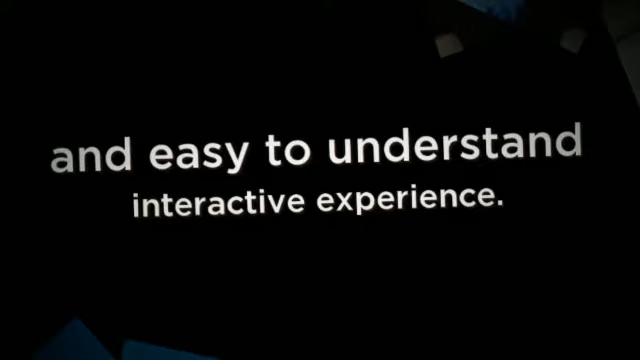 and easy to understand
interactive experience.